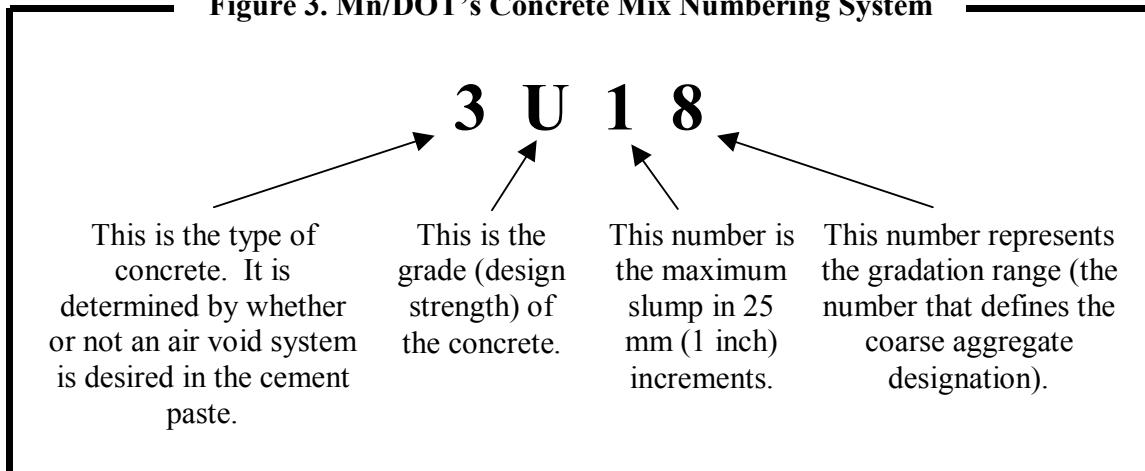 Figure 3. Mn/DOT's Concrete Mix Numbering System
3 U 1 8
This is the type of
concrete. It is
determined by whether
or not an air void system
is desired in the cement
paste.
This is the
grade (design
strength) of
the concrete.
This number is
the maximum
slump in 25
mm (1 inch)
increments.
This number represents
the gradation range (the
number that defines the
coarse aggregate
designation).